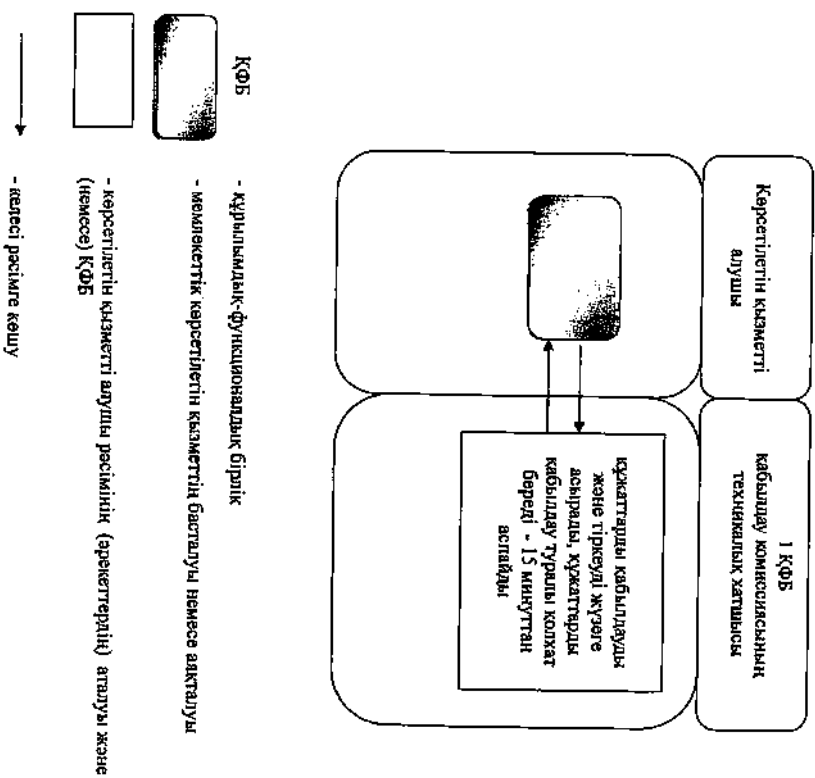 Көрсетілетін қызметті
алушы
1 ҚФБ
қабылдау комиссиясының
техникалық хатшысы
құжаттарды қабылдауды
және тіркеуді жүзеге
асырады, құжаттарды
қабылдау туралы қолхат
береді - 15 минуттан
аспайды
ҚФБ - құрылымдық-функционалдық бірлік
- мемлекеттік көрсетілетін қызметтің басталуы немесе аяқталуы
- көрсетілетін қызметті алушы рәсімінің (әрекеттердің) аталуы және
(немесе) ҚФБ
- келесі рәсімге көшу